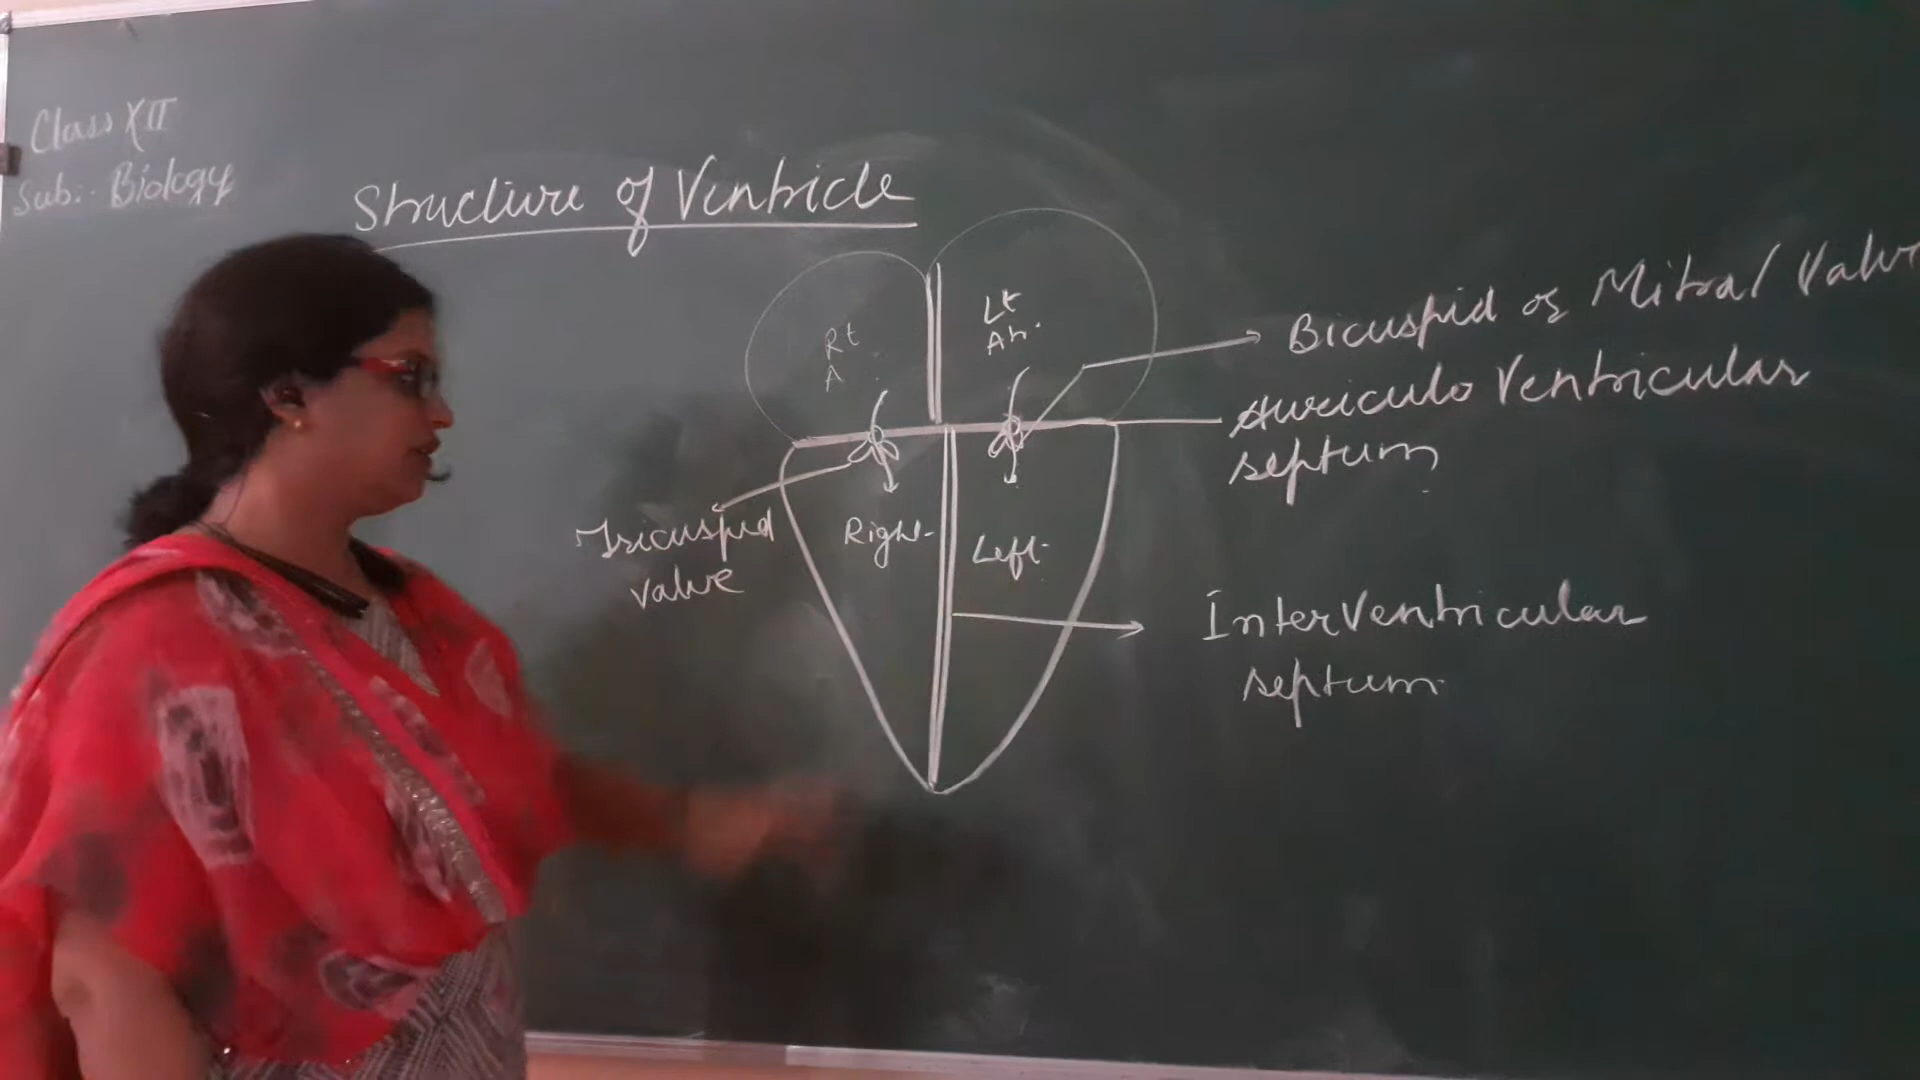 Class XII
Sub:- Biology
Structure of Ventricle
Rt
A
Lt
Ah.
Bicuspid or Mitral Valve
Auriculo Ventricular
septum
Tricuspid
valve
Right
Left
InterVentricular
septum